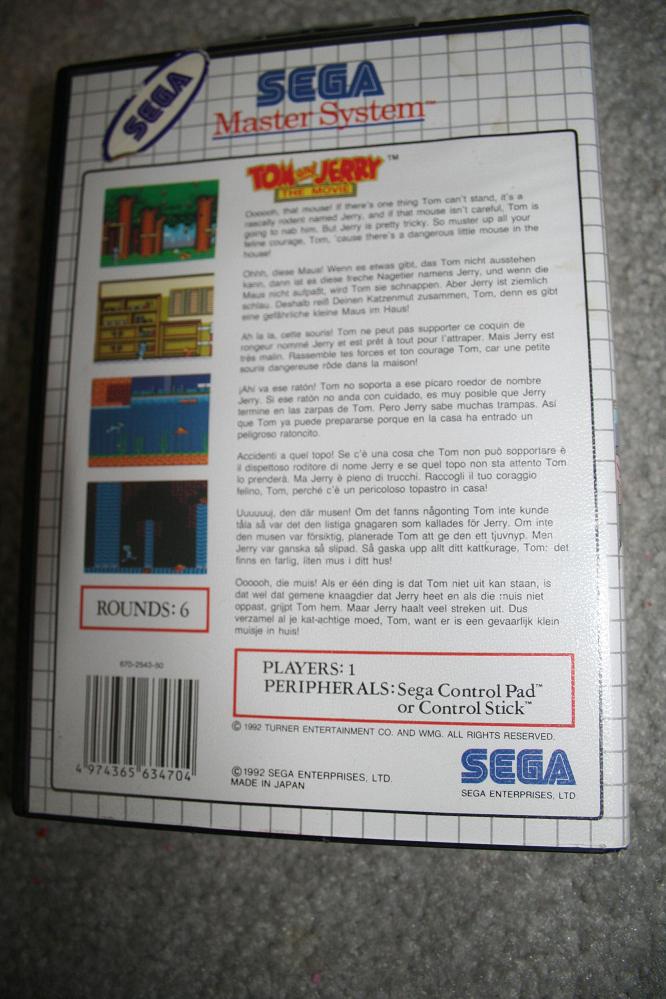 SEGA
SEGA
Master System™
TOM and JERRY™
THE MOVIE
Oooooh, that mouse! If there's one thing Tom can't stand, it's a
rascally rodent named Jerry, and if that mouse isn't careful, Tom is
going to nab him. But Jerry is pretty tricky. So muster up all your
feline courage, Tom, 'cause there's a dangerous little mouse in the
house!
Ohhh, diese Maus! Wenn es etwas gibt, das Tom nicht ausstehen
kann, dann ist es diese freche Nagetier namens Jerry, und wenn die
Maus nicht aufpaßt, wird Tom sie schnappen. Aber Jerry ist ziemlich
schlau. Deshalb reiß Deinen Katzenmut zusammen, Tom, denn es gibt
eine gefährliche kleine Maus im Haus!
Ah la la, cette souris! Tom ne peut pas supporter ce coquin de
rongeur nommé Jerry et est prêt à tout pour l'attraper. Mais Jerry est
très malin. Rassemble tes forces et ton courage Tom, car une petite
souris dangereuse rôde dans la maison!
¡Ahí va ese ratón! Tom no soporta a ese pícaro roedor de nombre
Jerry. Si ese ratón no anda con cuidado, es muy posible que Jerry
termine en las zarpas de Tom. Pero Jerry sabe muchas trampas. Así
que Tom ya puede prepararse porque en la casa ha entrado un
peligroso ratoncito.
Accidenti a quel topo! Se c'è una cosa che Tom non può sopportare è
il dispettoso roditore di nome Jerry e se quel topo non sta attento Tom
lo prenderà. Ma Jerry è pieno di trucchi. Raccogli il tuo coraggio
felino, Tom, perché c'è un pericoloso topastro in casa!
Uuuuuj, den där musen! Om det fanns någonting Tom inte kunde
tåla så var det den listiga gnagaren som kallades för Jerry. Om inte
den musen var försiktig, planerade Tom att ge den ett tjuvnyp. Men
Jerry var ganska så slipad. Så gaska upp allt ditt kattkurage, Tom: det
finns en farlig, liten mus i ditt hus!
Oooooh, die muis! Als er één ding is dat Tom niet uit kan staan, is
dat wel dat gemene knaagdier dat Jerry heet en als die muis niet
oppast, grijpt Tom hem. Maar Jerry haalt veel streken uit. Dus
verzamel al je kat-achtige moed, Tom, want er is een gevaarlijk klein
muisje in huis!
ROUNDS: 6
670-2543-50
4 974365 634704
PLAYERS: 1
PERIPHERALS: Sega Control Pad™
or Control Stick™
© 1992 TURNER ENTERTAINMENT CO. AND WMG. ALL RIGHTS RESERVED.
©1992 SEGA ENTERPRISES, LTD.
MADE IN JAPAN
SEGA
SEGA ENTERPRISES, LTD